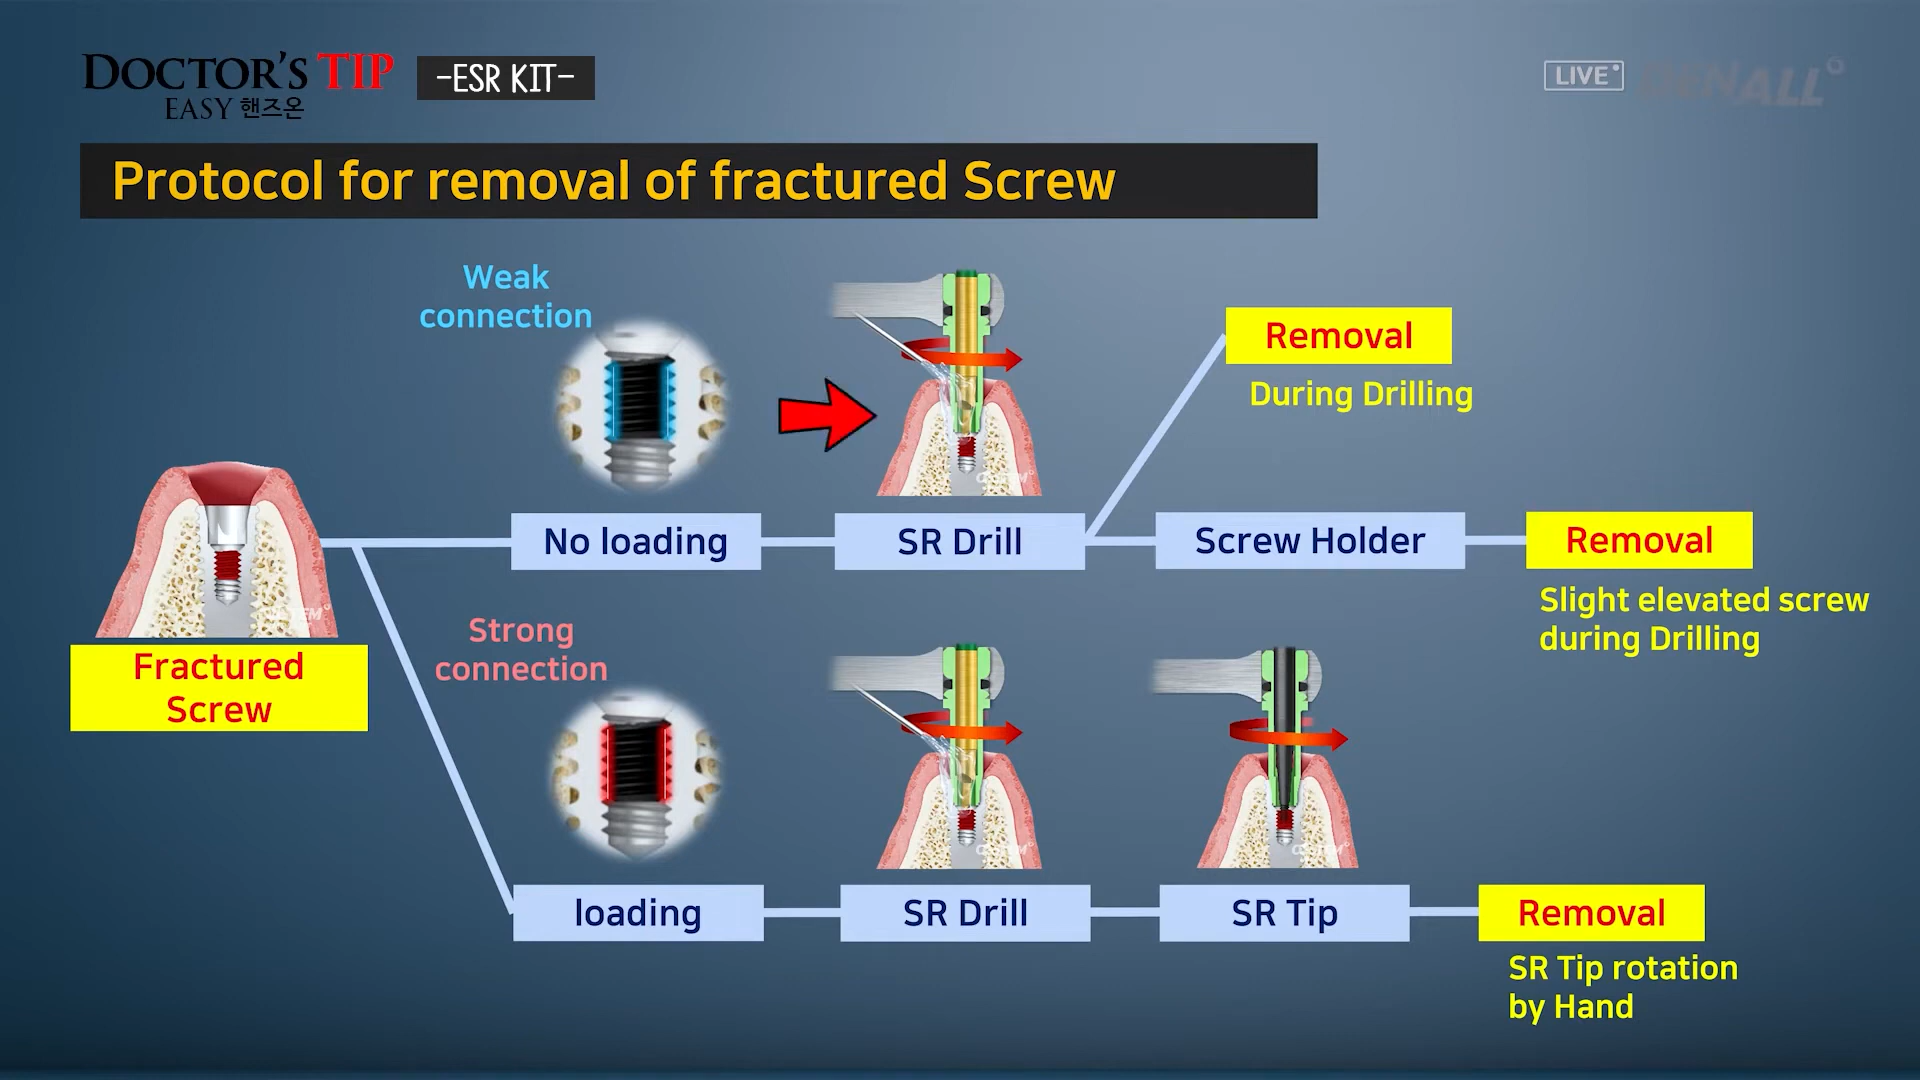 DOCTOR'S TIP
EASY 핸즈온
-ESR KIT-
LIVE
DENALL
Protocol for removal of fractured Screw
Weak
connection
Removal
During Drilling
No loading
SR Drill
Screw Holder
Removal
Slight elevated screw
during Drilling
Fractured
Screw
Strong
connection
loading
SR Drill
SR Tip
Removal
SR Tip rotation
by Hand